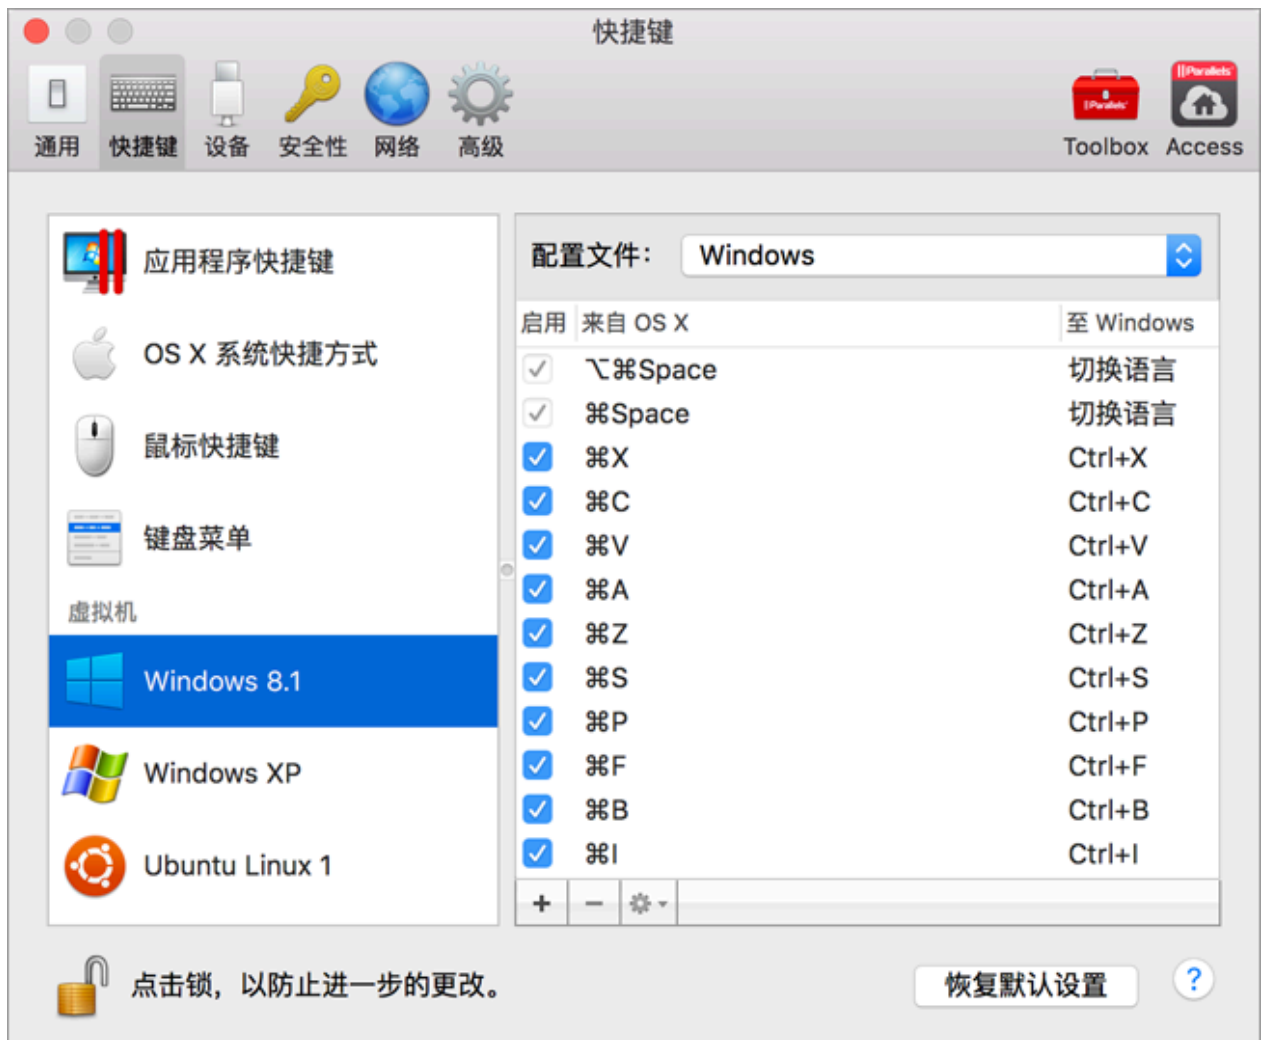 快捷键
通用 快捷键 设备 安全性 网络 高级 Toolbox Access
||Parallels
||Parallels
应用程序快捷键
OS X 系统快捷方式
鼠标快捷键
键盘菜单
虚拟机
Windows 8.1
Windows XP
Ubuntu Linux 1
配置文件： Windows
启用 来自 OS X 至 Windows
⌥⌘Space 切换语言
⌘Space 切换语言
⌘X Ctrl+X
⌘C Ctrl+C
⌘V Ctrl+V
⌘A Ctrl+A
⌘Z Ctrl+Z
⌘S Ctrl+S
⌘P Ctrl+P
⌘F Ctrl+F
⌘B Ctrl+B
⌘I Ctrl+I
+ −
点击锁，以防止进一步的更改。
恢复默认设置 ?